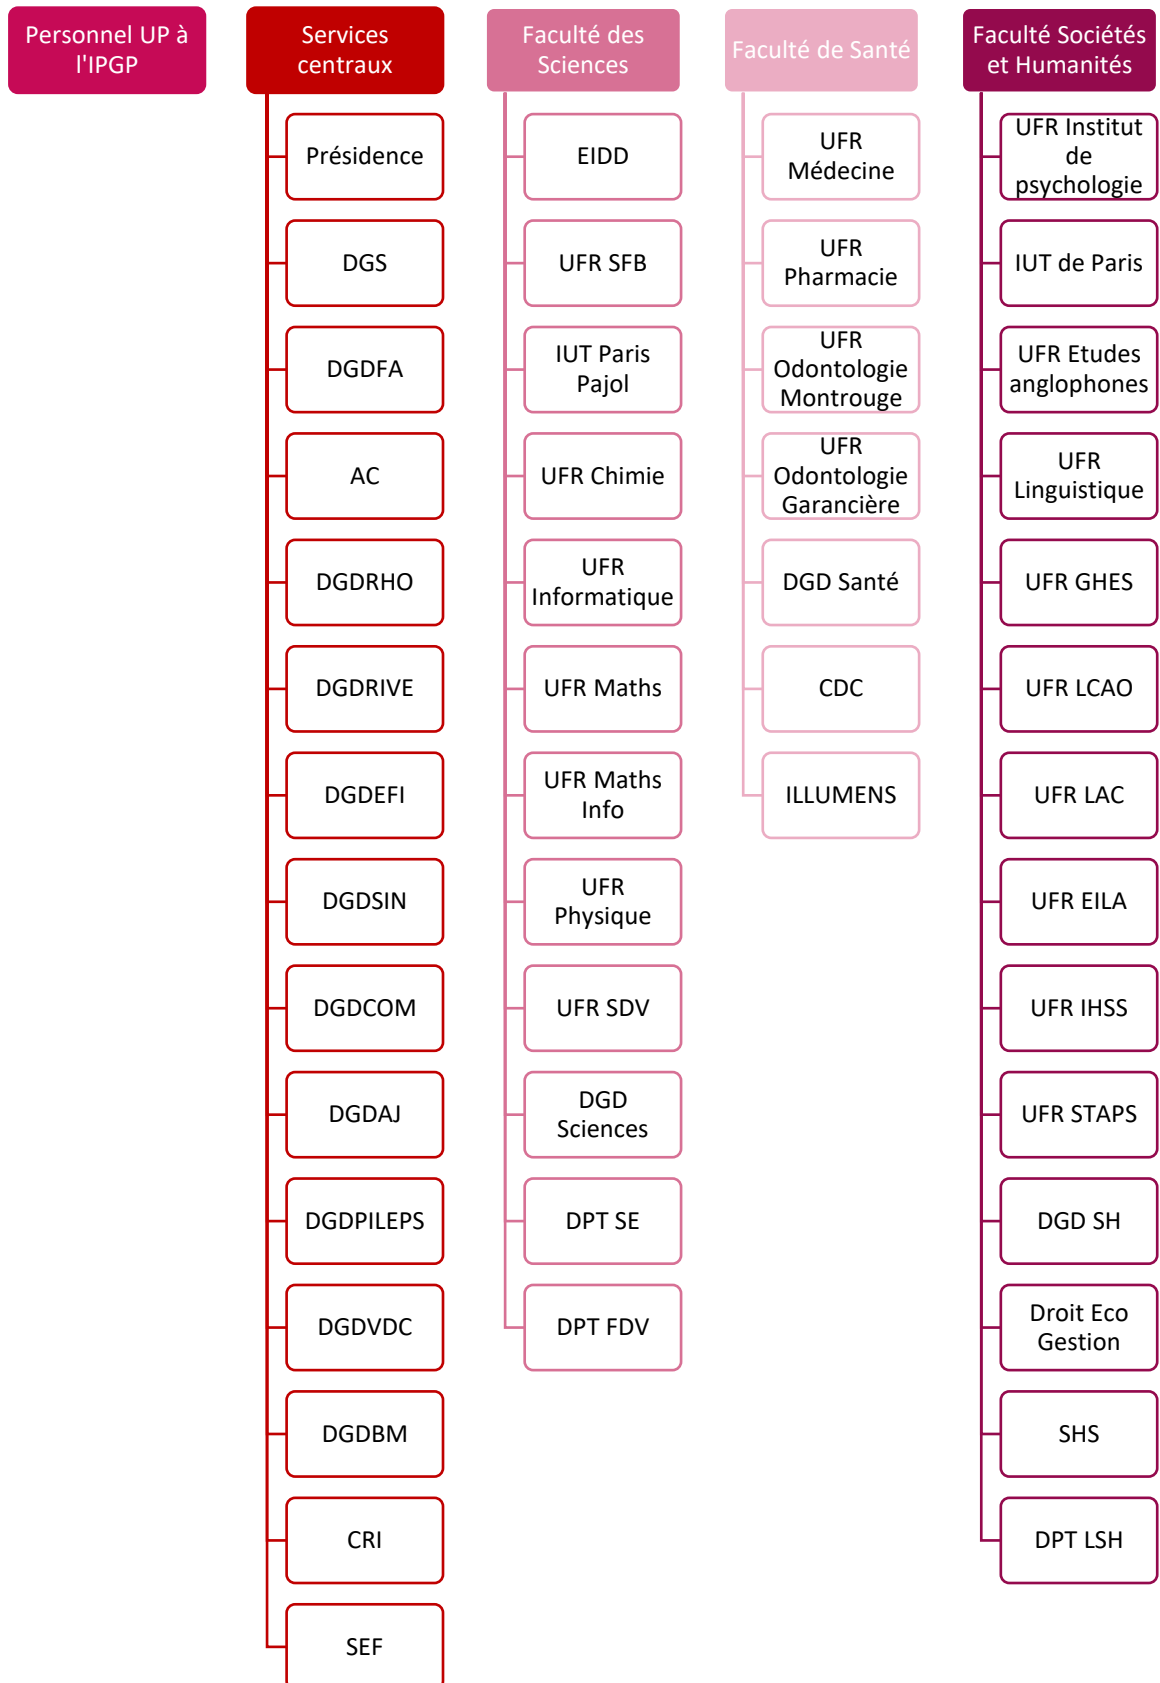 Personnel UP à
l'IPGP
Services
centraux
Présidence
DGS
DGDFA
AC
DGDRHO
DGDRIVE
DGDEFI
DGDSIN
DGDCOM
DGDAJ
DGDPILEPS
DGDVDC
DGDBM
CRI
SEF
Faculté des
Sciences
EIDD
UFR SFB
IUT Paris
Pajol
UFR Chimie
UFR
Informatique
UFR Maths
UFR Maths
Info
UFR
Physique
UFR SDV
DGD
Sciences
DPT SE
DPT FDV
Faculté de Santé
UFR
Médecine
UFR
Pharmacie
UFR
Odontologie
Montrouge
UFR
Odontologie
Garancière
DGD Santé
CDC
ILLUMENS
Faculté Sociétés
et Humanités
UFR Institut
de
psychologie
IUT de Paris
UFR Etudes
anglophones
UFR
Linguistique
UFR GHES
UFR LCAO
UFR LAC
UFR EILA
UFR IHSS
UFR STAPS
DGD SH
Droit Eco
Gestion
SHS
DPT LSH